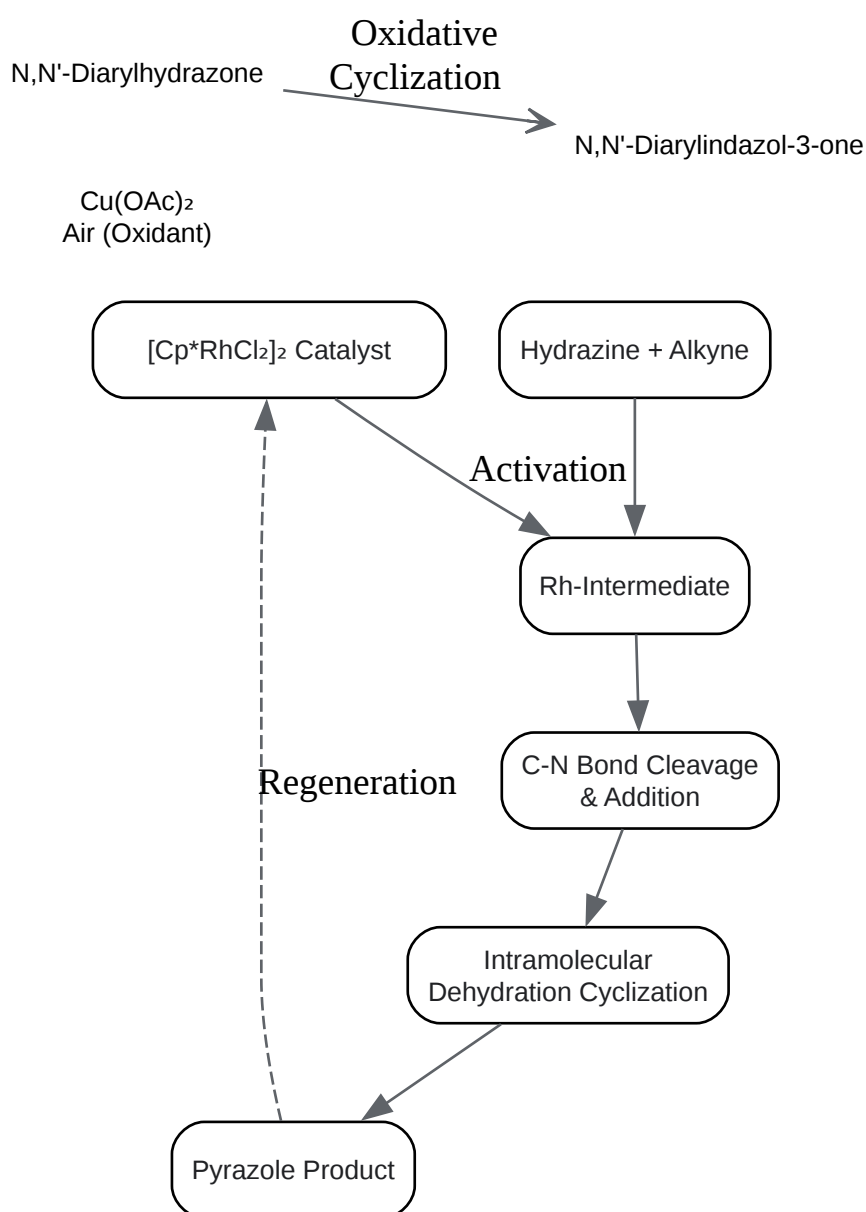 Oxidative
Cyclization
N,N'-Diarylhydrazone
N,N'-Diarylindazol-3-one
Cu(OAc)₂
Air (Oxidant)
[Cp*RhCl₂]₂ Catalyst
Hydrazine + Alkyne
Activation
Rh-Intermediate
C-N Bond Cleavage
& Addition
Regeneration
Intramolecular
Dehydration Cyclization
Pyrazole Product